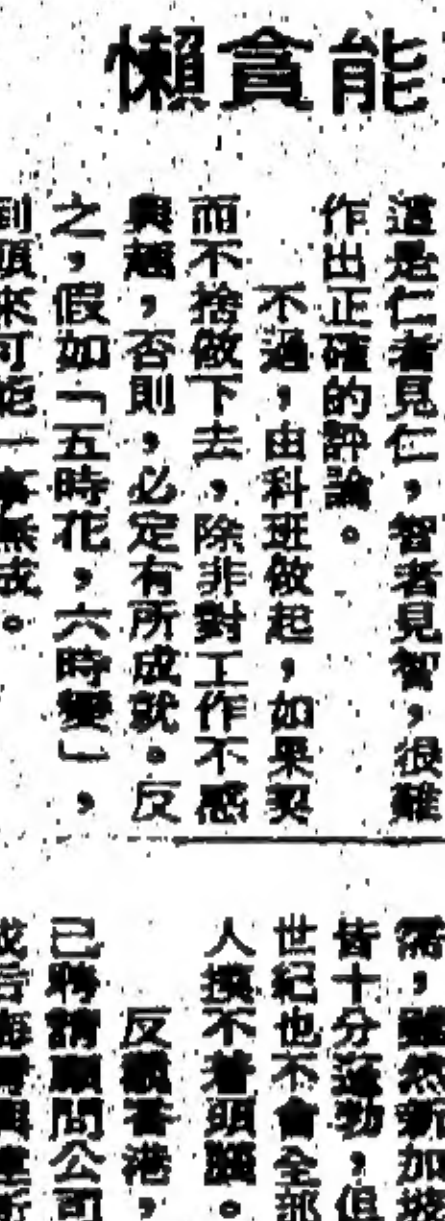 能貪懶
這是仁者見仁，智者見智，很難
作出正確的評論。
不過，由科班做起，如果契
而不捨做下去，除非對工作不感
興趣，否則，必定有所成就。反
之，假如「五時花，六時變」，
到頭來可能一事無成。
需，雖然新加坡
皆十分蓬勃，但
世紀也不會全部
人摸不着頭腦。
反觀香港，
已聘請顧問公司